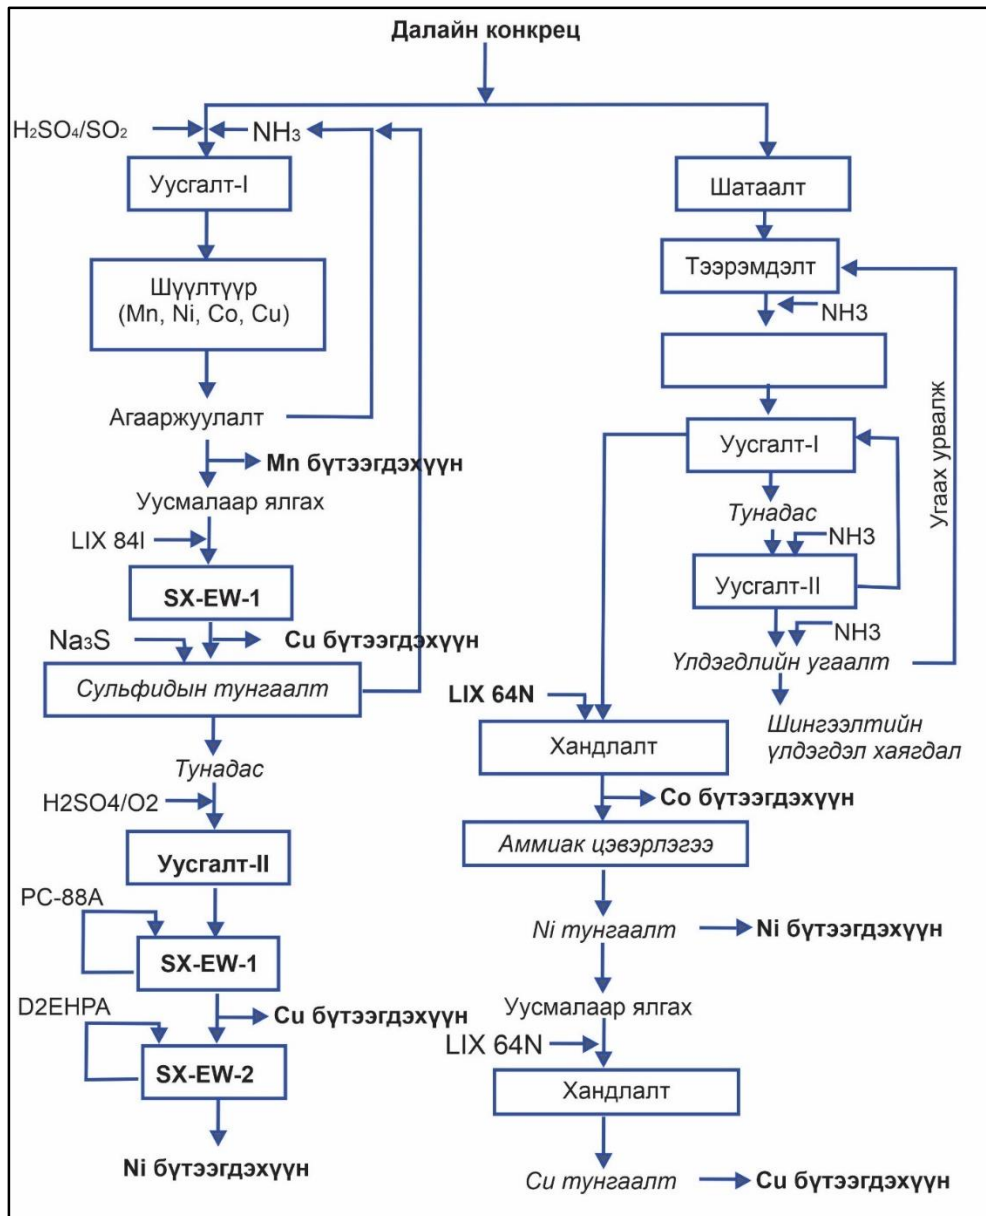 Далайн конкрец
H₂SO₄/SO₂
NH₃
Уусгалт-I
Шүүлтүүр
(Mn, Ni, Co, Cu)
Агааржуулалт
Mn бүтээгдэхүүн
Уусмалаар ялгах
LIX 84I
SX-EW-1
Cu бүтээгдэхүүн
Na₃S
Сульфидын тунгаалт
Тунадас
H2SO4/O2
Уусгалт-II
PC-88A
SX-EW-1
Cu бүтээгдэхүүн
D2EHPA
SX-EW-2
Ni бүтээгдэхүүн
Шатаалт
Тээрэмдэлт
NH3
Уусгалт-I
Тунадас
NH3
Уусгалт-II
NH3
Үлдэгдлийн угаалт
Угаах урвалж
Шингээлтийн
үлдэгдэл хаягдал
LIX 64N
Хандлалт
Co бүтээгдэхүүн
Аммиак цэвэрлэгээ
Ni тунгаалт
Ni бүтээгдэхүүн
Уусмалаар ялгах
LIX 64N
Хандлалт
Cu тунгаалт
Cu бүтээгдэхүүн